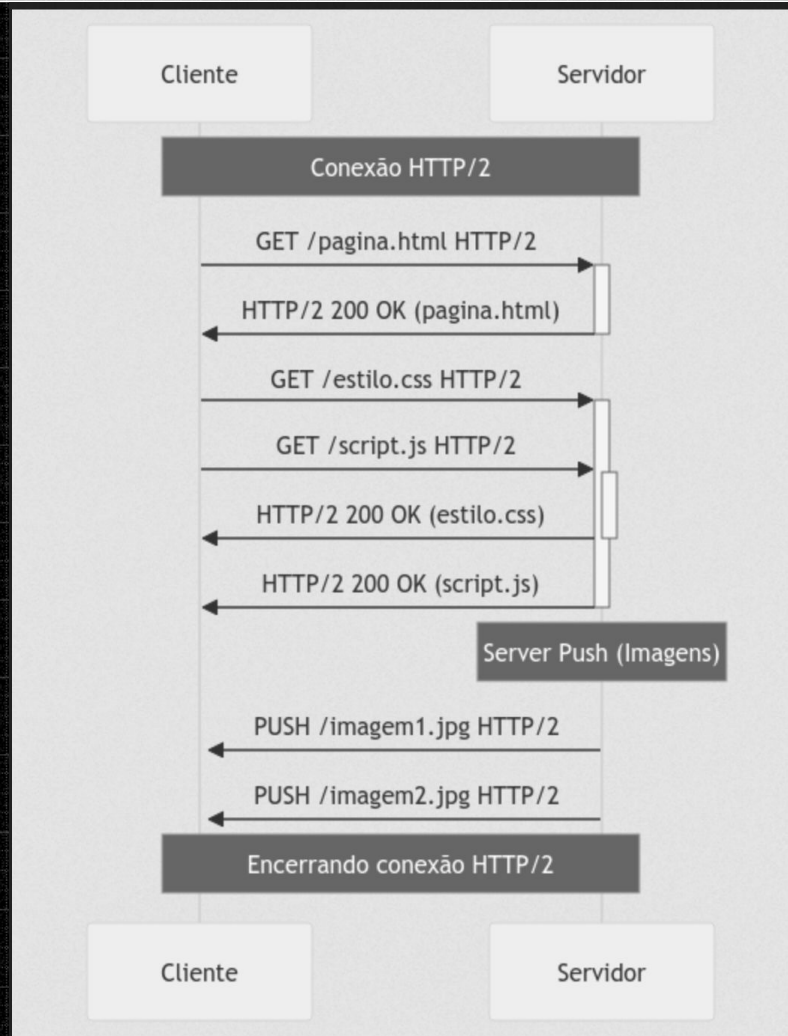 Cliente
Servidor
Conexão HTTP/2
GET /pagina.html HTTP/2
HTTP/2 200 OK (pagina.html)
GET /estilo.css HTTP/2
GET /script.js HTTP/2
HTTP/2 200 OK (estilo.css)
HTTP/2 200 OK (script.js)
Server Push (Imagens)
PUSH /imagem1.jpg HTTP/2
PUSH /imagem2.jpg HTTP/2
Encerrando conexão HTTP/2
Cliente
Servidor